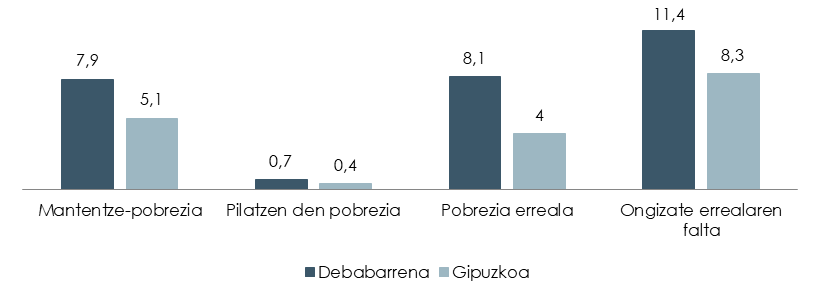 7,9
5,1
0,7
0,4
8,1
4
11,4
8,3
Mantentze-pobrezia
Pilatzen den pobrezia
Pobrezia erreala
Ongizate errealaren
falta
Debabarrena
Gipuzkoa